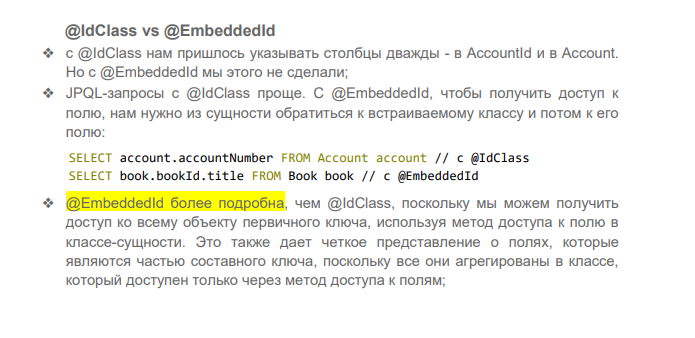 @IdClass vs @EmbeddedId
❖ с @IdClass нам пришлось указывать столбцы дважды - в AccountId и в Account.
Но с @EmbeddedId мы этого не сделали;
❖ JPQL-запросы с @IdClass проще. С @EmbeddedId, чтобы получить доступ к
полю, нам нужно из сущности обратиться к встраиваемому классу и потом к его
полю:
SELECT account.accountNumber FROM Account account // с @IdClass
SELECT book.bookId.title FROM Book book // с @EmbeddedId
❖ @EmbeddedId более подробна, чем @IdClass, поскольку мы можем получить
доступ ко всему объекту первичного ключа, используя метод доступа к полю в
классе-сущности. Это также дает четкое представление о полях, которые
являются частью составного ключа, поскольку все они агрегированы в классе,
который доступен только через метод доступа к полям;